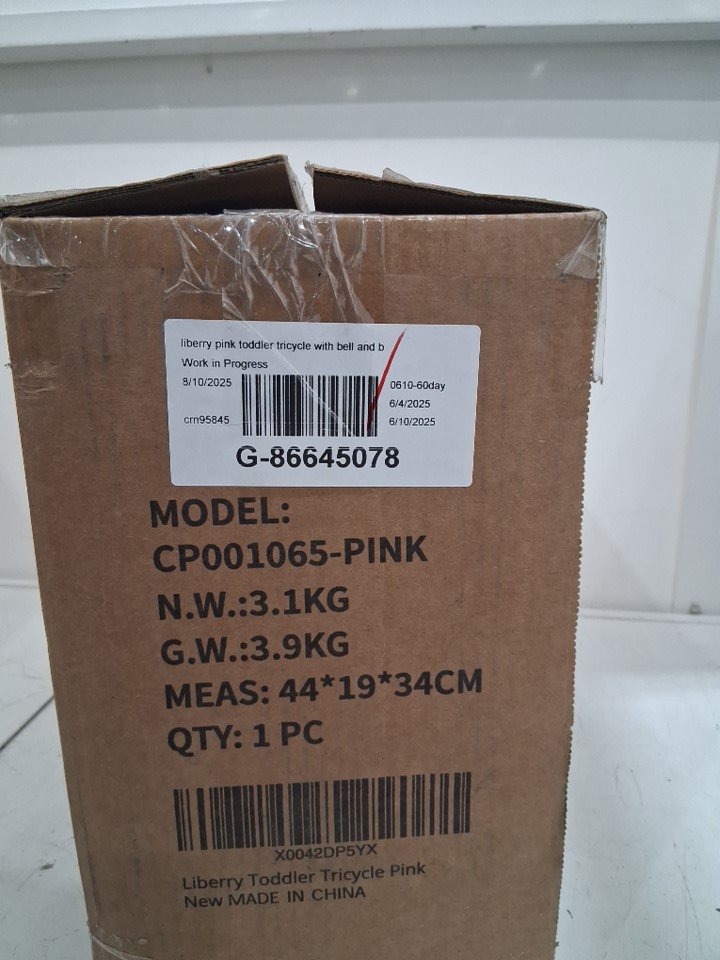 liberry pink toddler tricycle with bell and b
Work in Progress
8/10/2025
0610-60day
6/4/2025
crn95845
6/10/2025
G-86645078
MODEL:
CP001065-PINK
N.W.:3.1KG
G.W.:3.9KG
MEAS: 44*19*34CM
QTY: 1 PC
X0042DP5YX
Liberry Toddler Tricycle Pink
New MADE IN CHINA